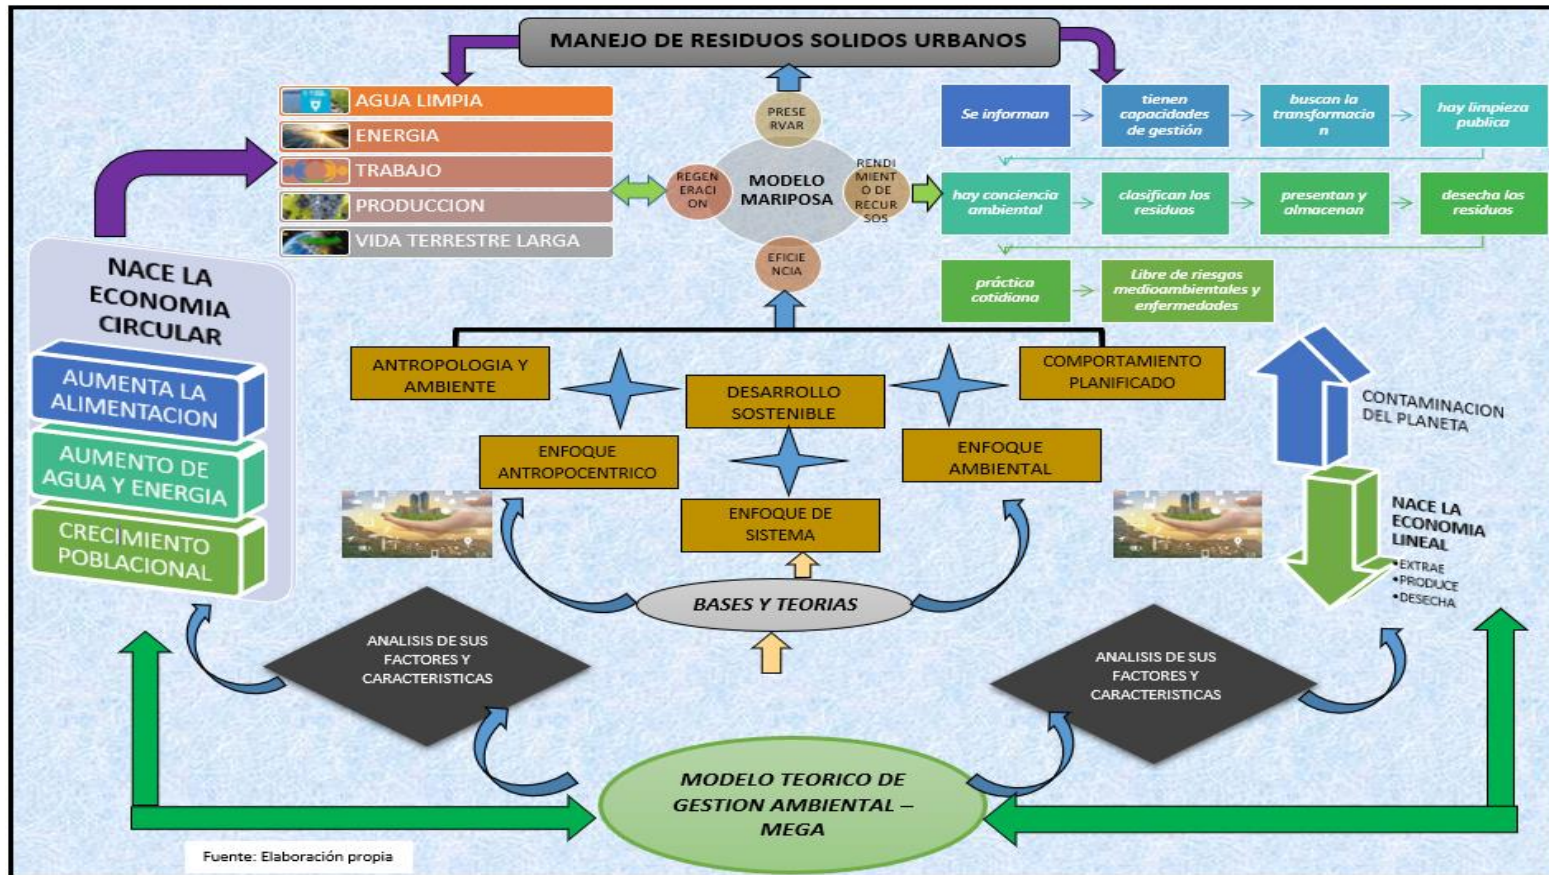 MANEJO DE RESIDUOS SOLIDOS URBANOS
AGUA LIMPIA
ENERGIA
TRABAJO
PRODUCCION
VIDA TERRESTRE LARGA
PRESE
RVAR
REGEN
ERACI
ON
MODELO
MARIPOSA
RENDI
MIENT
O DE
RECUR
SOS
EFICIE
NCIA
Se informan
tienen
capacidades
de gestión
buscan la
transformacio
n
hay limpieza
publica
hay conciencia
ambiental
clasifican los
residuos
presentan y
almacenan
desecha los
residuos
práctica
cotidiana
Libre de riesgos
medioambientales y
enfermedades
NACE LA
ECONOMIA
CIRCULAR
AUMENTA LA
ALIMENTACION
AUMENTO DE
AGUA Y ENERGIA
CRECIMIENTO
POBLACIONAL
ANTROPOLOGIA Y
AMBIENTE
DESARROLLO
SOSTENIBLE
COMPORTAMIENTO
PLANIFICADO
ENFOQUE
ANTROPOCENTRICO
ENFOQUE
AMBIENTAL
ENFOQUE DE
SISTEMA
CONTAMINACION
DEL PLANETA
NACE LA
ECONOMIA
LINEAL
•EXTRAE
•PRODUCE
•DESECHA
BASES Y TEORIAS
ANALISIS DE SUS
FACTORES Y
CARACTERISTICAS
ANALISIS DE SUS
FACTORES Y
CARACTERISTICAS
MODELO TEORICO DE
GESTION AMBIENTAL –
MEGA
Fuente: Elaboración propia